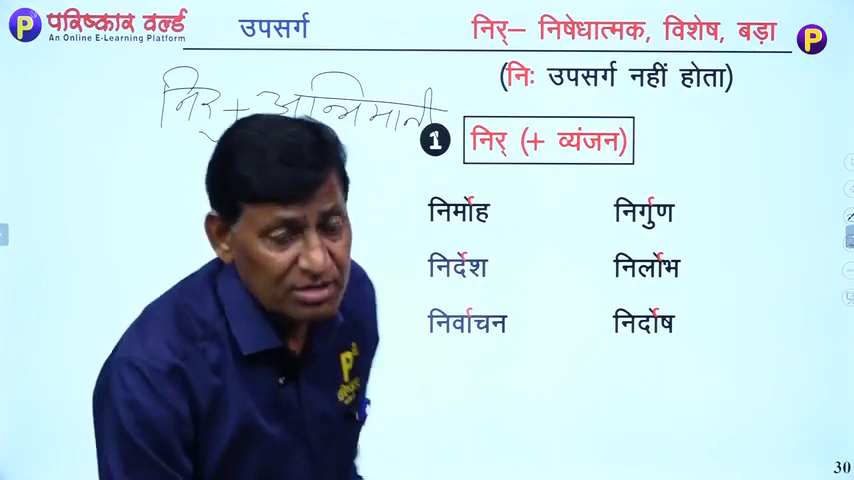 P परिष्कार वर्ल्ड
An Online E-Learning Platform
उपसर्ग
निर्– निषेधात्मक, विशेष, बड़ा
P
(निः उपसर्ग नहीं होता)
निर् + अभिमानी
1 निर् (+ व्यंजन)
निर्मोह निर्गुण
निर्देश निर्लोभ
निर्वाचन निर्दोष
P
30